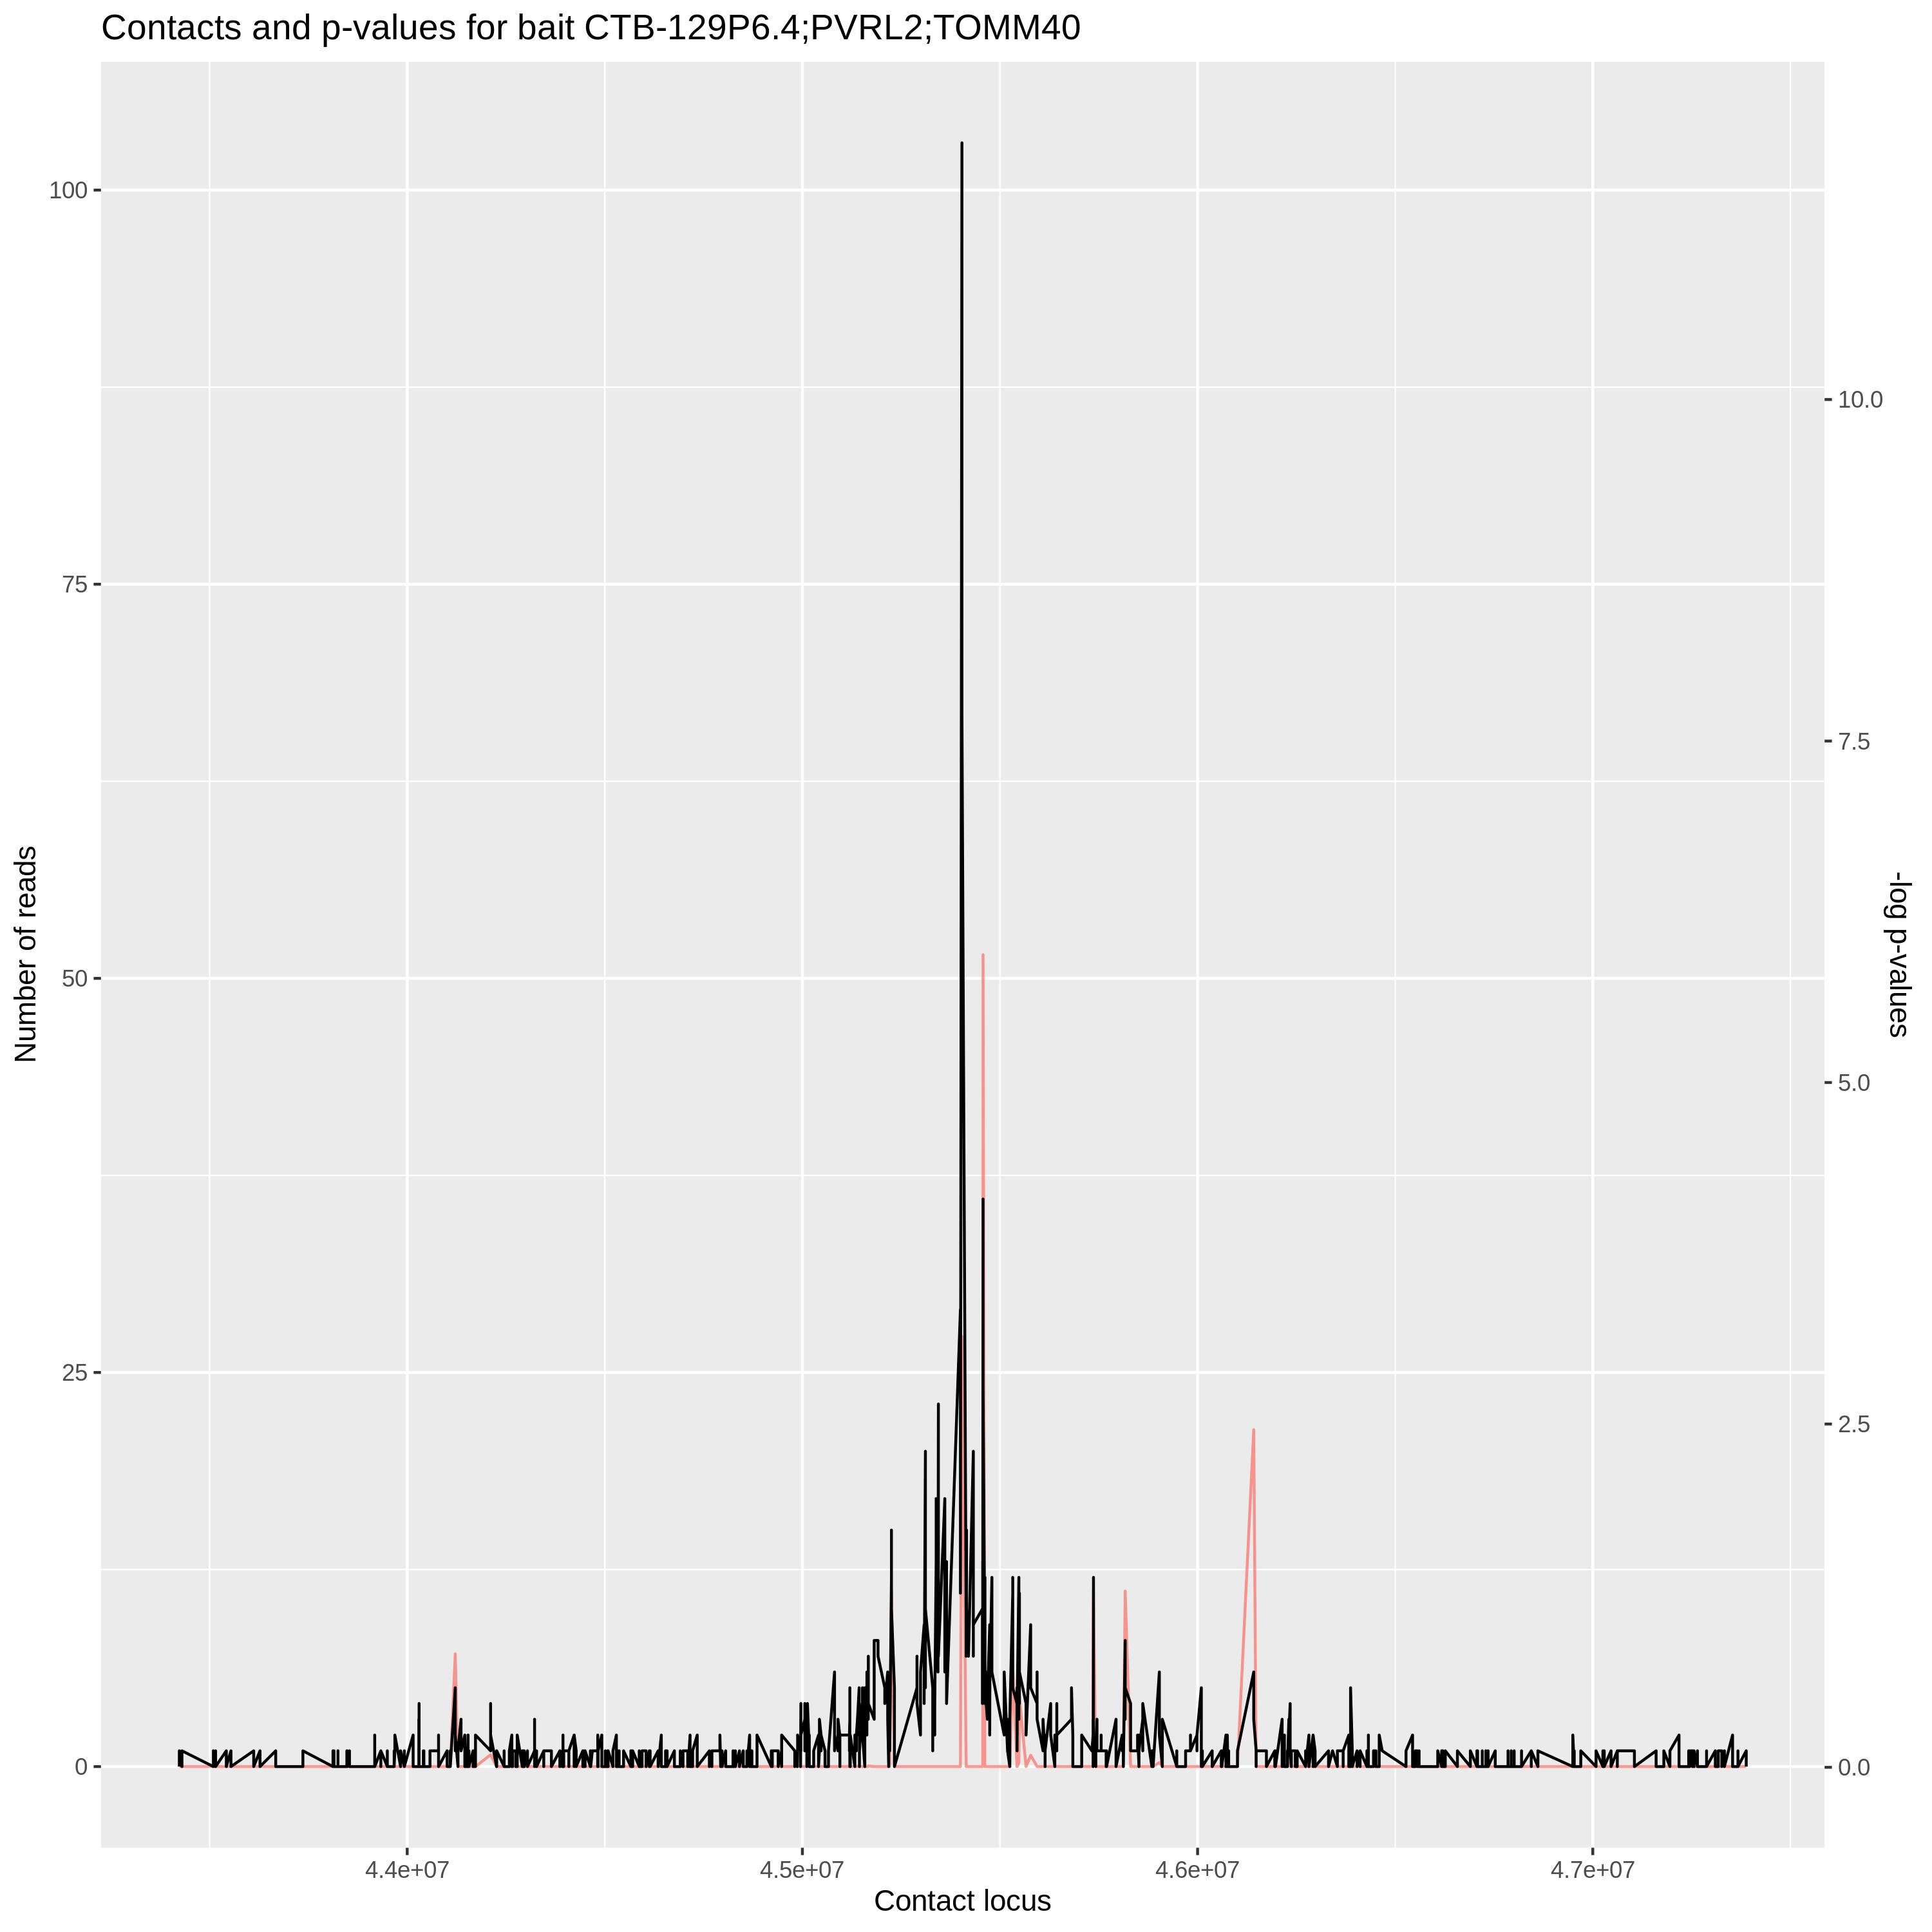 Contacts and p-values for bait CTB-129P6.4;PVRL2;TOMM40
100
75
50
25
0
Number of reads
10.0
7.5
5.0
2.5
0.0
-log p-values
4.4e+07 4.5e+07 4.6e+07 4.7e+07
Contact locus